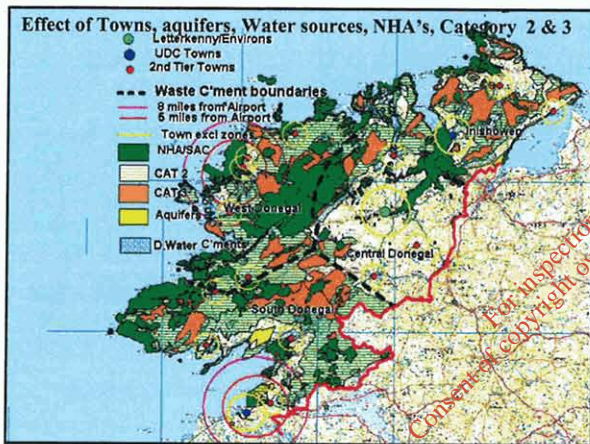 Effect of Towns, aquifers, Water sources, NHA's, Category 2 & 3
Letterkenny/Environs
UDC Towns
2nd Tier Towns
Waste C'ment boundaries
8 miles from Airport
5 miles from Airport
Town excl zones
NHA/SAC
CAT 2
CAT 3
Aquifers
D.Water C'ments
Inishowen
West Donegal
Central Donegal
South Donegal
For inspection
Consent of copyright